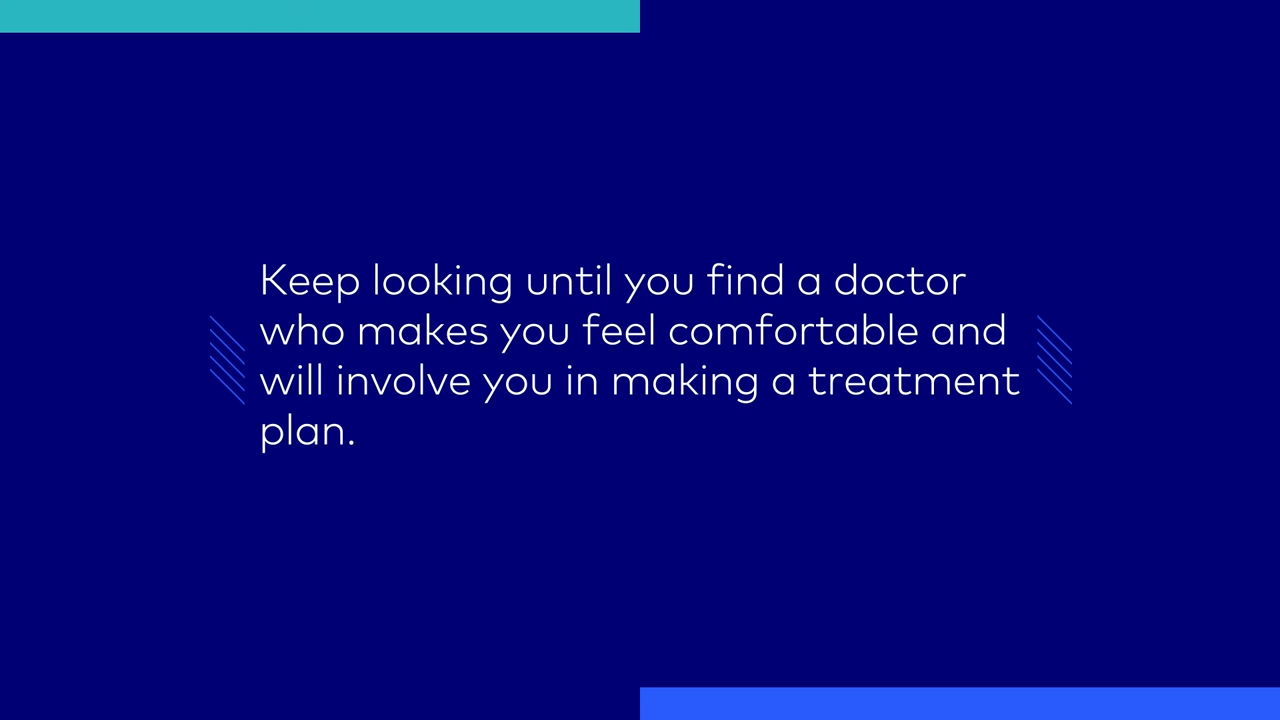 Keep looking until you find a doctor
who makes you feel comfortable and
will involve you in making a treatment
plan.